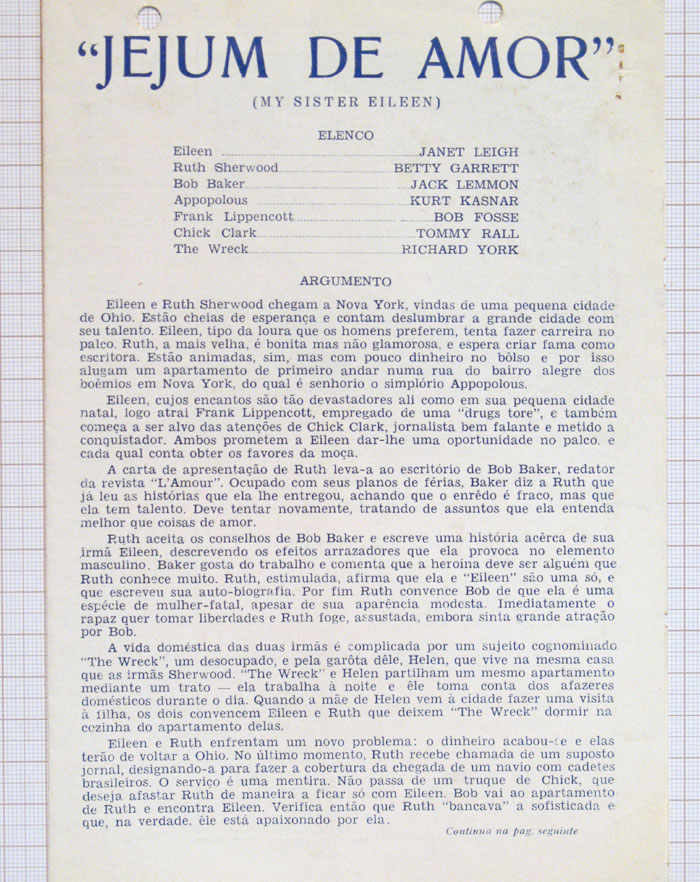 “JEJUM DE AMOR”
(MY SISTER EILEEN)
ELENCO
Eileen ........ JANET LEIGH
Ruth Sherwood........ BETTY GARRETT
Bob Baker........ JACK LEMMON
Appopolous ........ KURT KASNAR
Frank Lippencott........ BOB FOSSE
Chick Clark........ TOMMY RALL
The Wreck........ RICHARD YORK
ARGUMENTO
Eileen e Ruth Sherwood chegam a Nova York, vindas de uma pequena cidade
de Ohio. Estão cheias de esperança e contam deslumbrar a grande cidade com
seu talento. Eileen, tipo da loura que os homens preferem, tenta fazer carreira no
palco. Ruth, a mais velha, é bonita mas não glamorosa, e espera criar fama como
escritora. Estão animadas, sim, mas com pouco dinheiro no bôlso e por isso
alugam um apartamento de primeiro andar numa rua do bairro alegre dos
boêmios em Nova York, do qual é senhorio o simplório Appopolous.
Eileen, cujos encantos são tão devastadores ali como em sua pequena cidade
natal, logo atrai Frank Lippencott, empregado de uma “drugs tore”, e também
começa a ser alvo das atenções de Chick Clark, jornalista bem falante e metido a
conquistador. Ambos prometem a Eileen dar-lhe uma oportunidade no palco. e
cada qual conta obter os favores da moça.
A carta de apresentação de Ruth leva-a ao escritório de Bob Baker, redator
da revista “L'Amour”. Ocupado com seus planos de férias, Baker diz a Ruth que
já leu as histórias que ela lhe entregou, achando que o enrêdo é fraco, mas que
ela tem talento. Deve tentar novamente, tratando de assuntos que ela entenda
melhor que coisas de amor.
Ruth aceita os conselhos de Bob Baker e escreve uma história acêrca de sua
irmã Eileen, descrevendo os efeitos arrazadores que ela provoca no elemento
masculino. Baker gosta do trabalho e comenta que a heroína deve ser alguém que
Ruth conhece muito. Ruth, estimulada, afirma que ela e “Eileen” são uma só, e
que escreveu sua auto-biografia. Por fim Ruth convence Bob de que ela é uma
espécie de mulher-fatal, apesar de sua aparência modesta. Imediatamente o
rapaz quer tomar liberdades e Ruth foge, assustada, embora sinta grande atração
por Bob.
A vida doméstica das duas irmãs é complicada por um sujeito cognominado
“The Wreck”, um desocupado, e pela garôta dêle, Helen, que vive na mesma casa
que as irmãs Sherwood. “The Wreck” e Helen partilham um mesmo apartamento
mediante um trato — ela trabalha à noite e êle toma conta dos afazeres
domésticos durante o dia. Quando a mãe de Helen vem à cidade fazer uma visita
à filha, os dois convencem Eileen e Ruth que deixem “The Wreck” dormir na
cozinha do apartamento delas.
Eileen e Ruth enfrentam um novo problema: o dinheiro acabou-se e elas
terão de voltar a Ohio. No último momento, Ruth recebe chamada de um suposto
jornal, designando-a para fazer a cobertura da chegada de um navio com cadetes
brasileiros. O serviço é uma mentira. Não passa de um truque de Chick, que
deseja afastar Ruth de maneira a ficar só com Eileen. Bob vai ao apartamento
de Ruth e encontra Eileen. Verifica então que Ruth “bancava” a sofisticada e
que, na verdade. êle está apaixonado por ela.
Continua na pag. seguinte